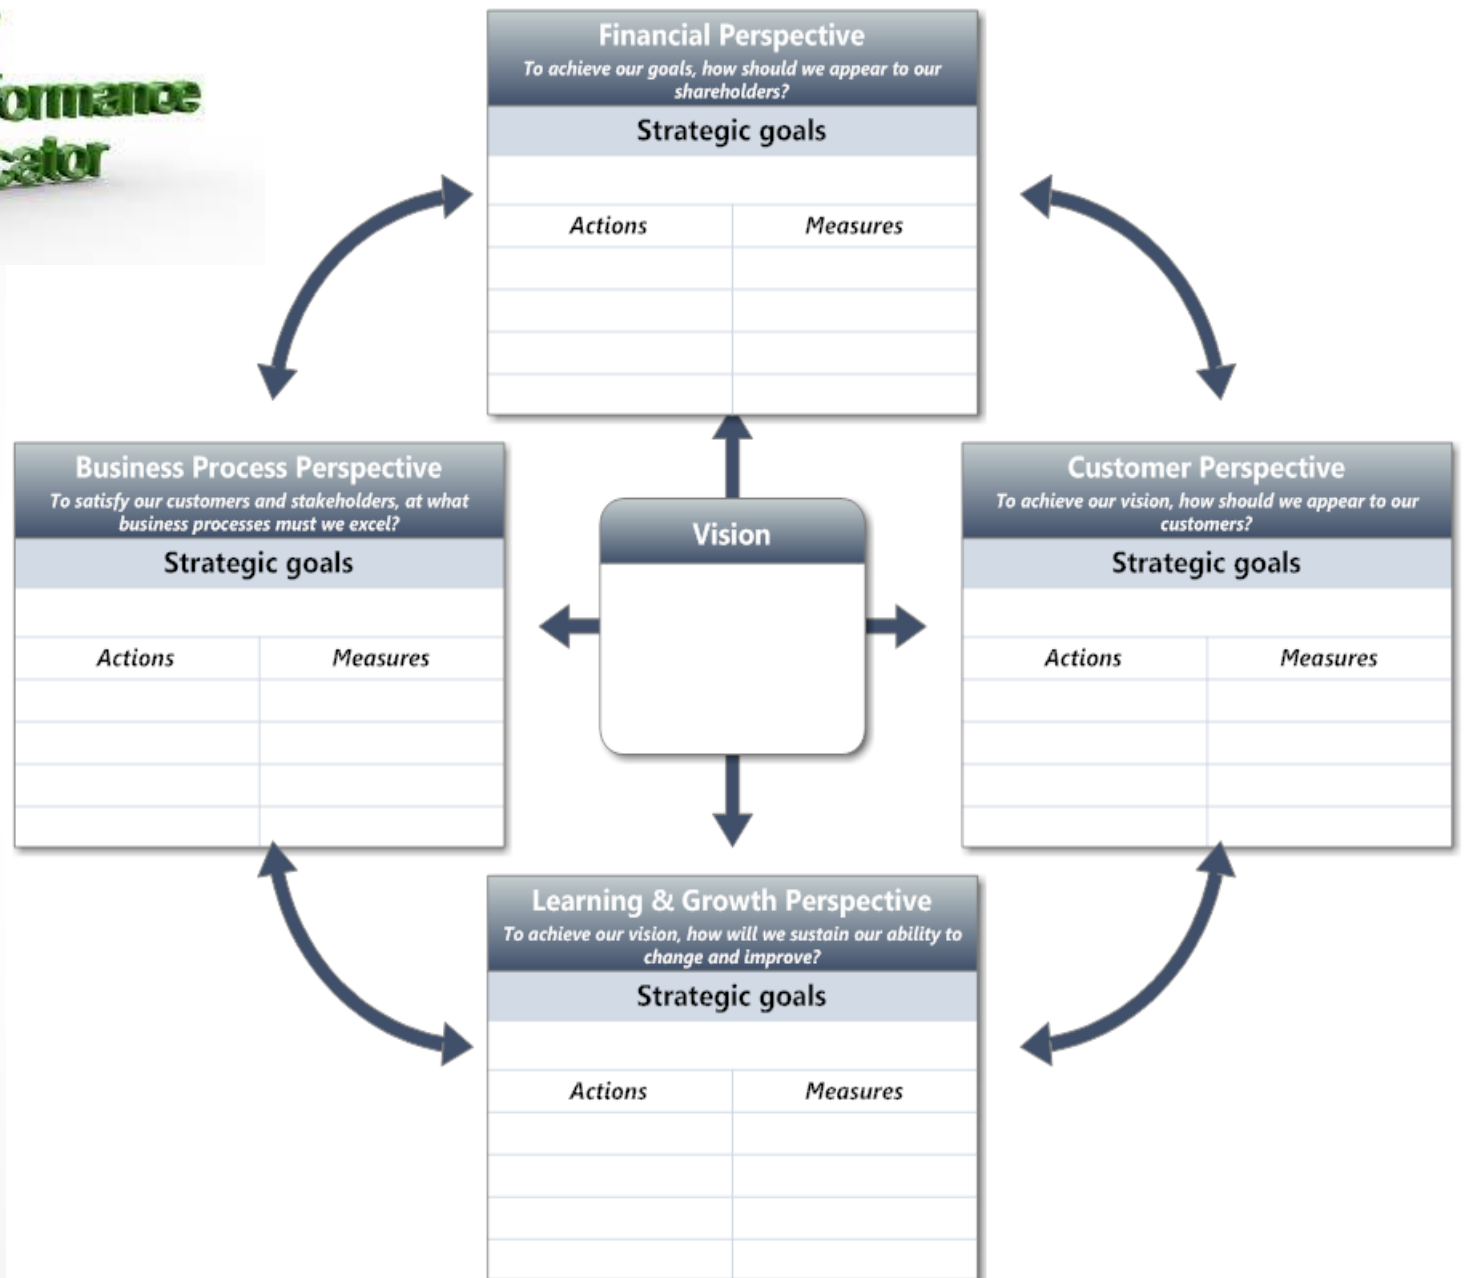 ormance
cator
Financial Perspective
To achieve our goals, how should we appear to our
shareholders?
Strategic goals
Actions Measures
Business Process Perspective
To satisfy our customers and stakeholders, at what
business processes must we excel?
Strategic goals
Actions Measures
Vision
Customer Perspective
To achieve our vision, how should we appear to our
customers?
Strategic goals
Actions Measures
Learning & Growth Perspective
To achieve our vision, how will we sustain our ability to
change and improve?
Strategic goals
Actions Measures